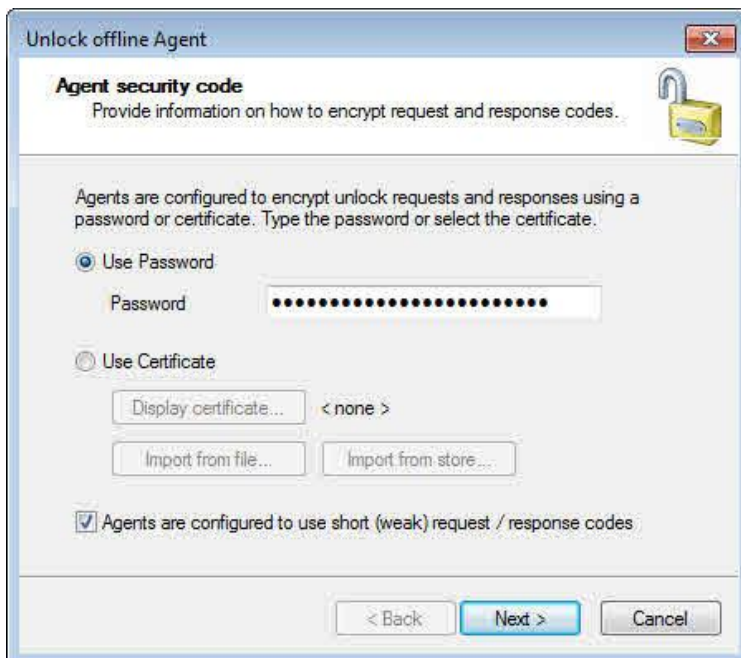 Unlock offline Agent
Agent security code
Provide information on how to encrypt request and response codes.
Agents are configured to encrypt unlock requests and responses using a
password or certificate. Type the password or select the certificate.
Use Password
Password ●●●●●●●●●●●●●●●●●●●●●●●●
Use Certificate
Display certificate... < none >
Import from file... Import from store...
Agents are configured to use short (weak) request / response codes
< Back Next > Cancel